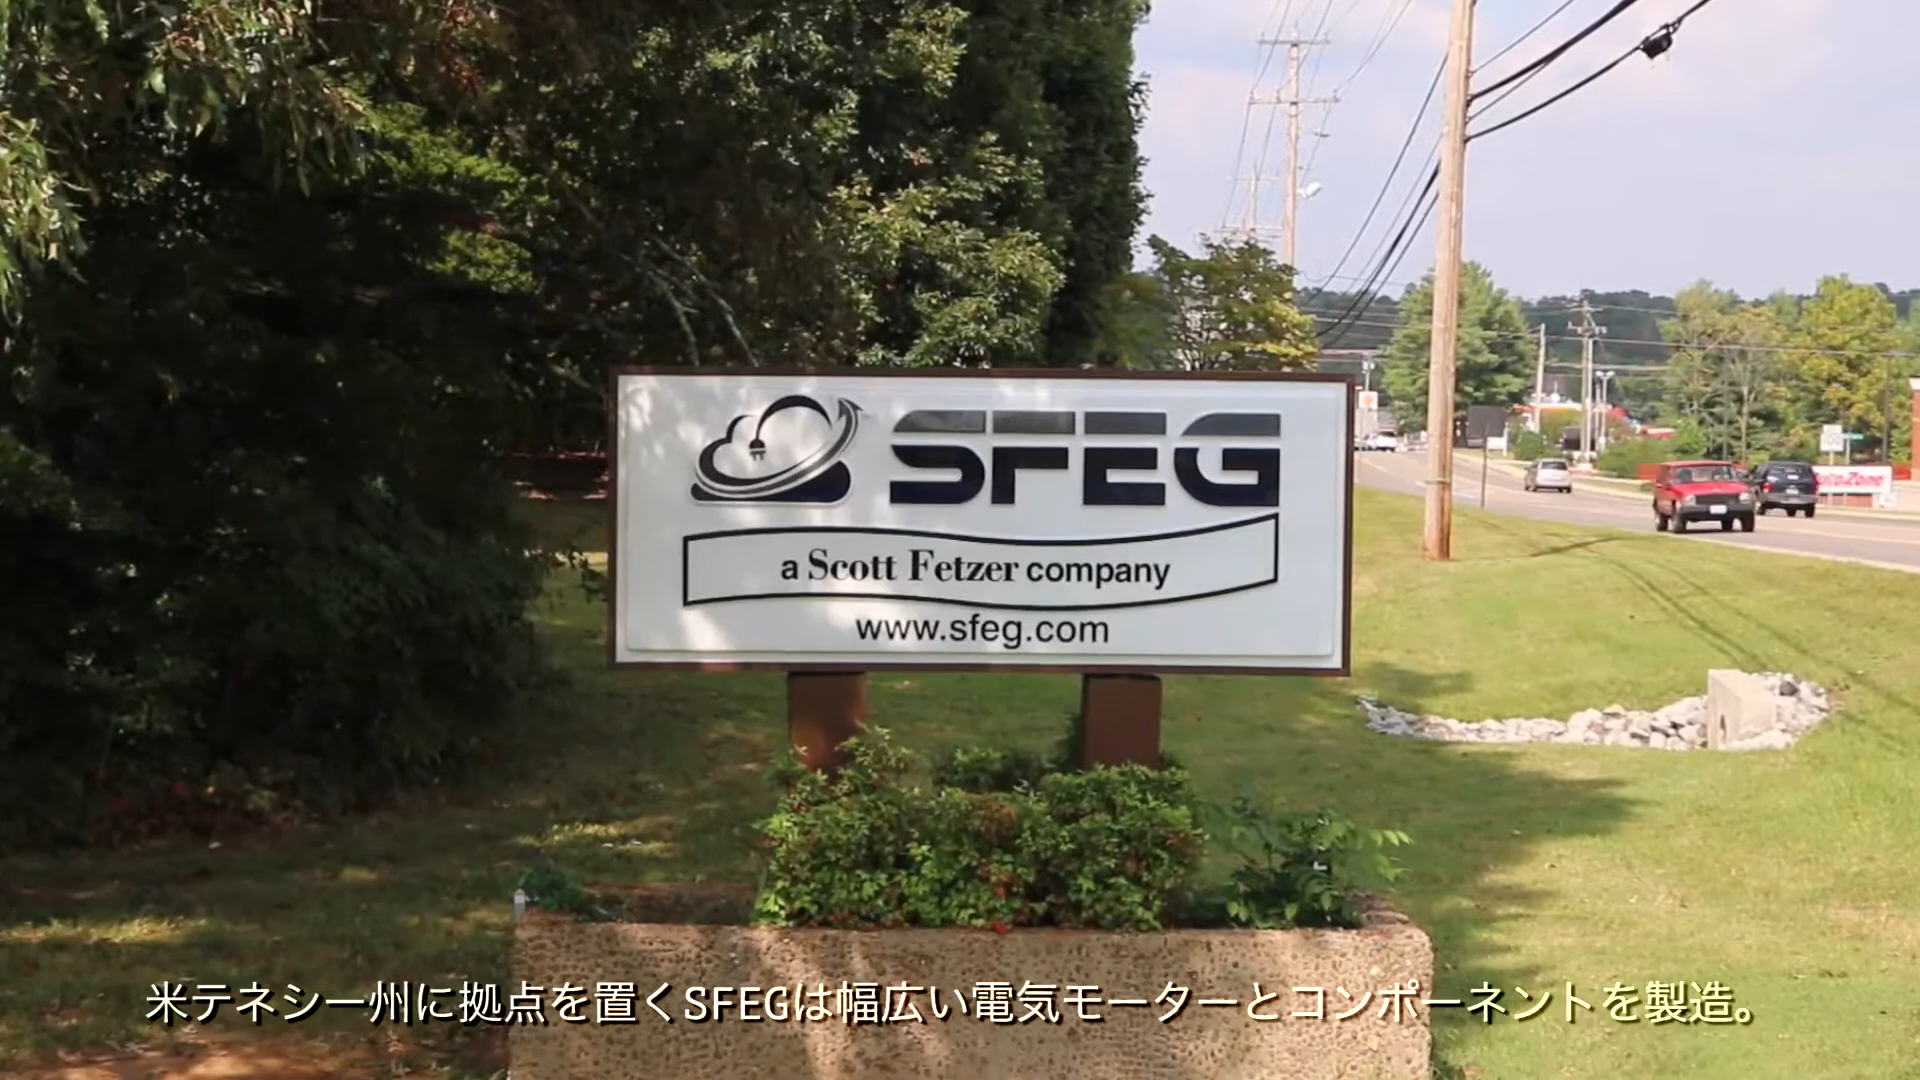 SFEG
a Scott Fetzer company
www.sfeg.com
AutoZone
米テネシー州に拠点を置くSFEGは幅広い電気モーターとコンポーネントを製造。